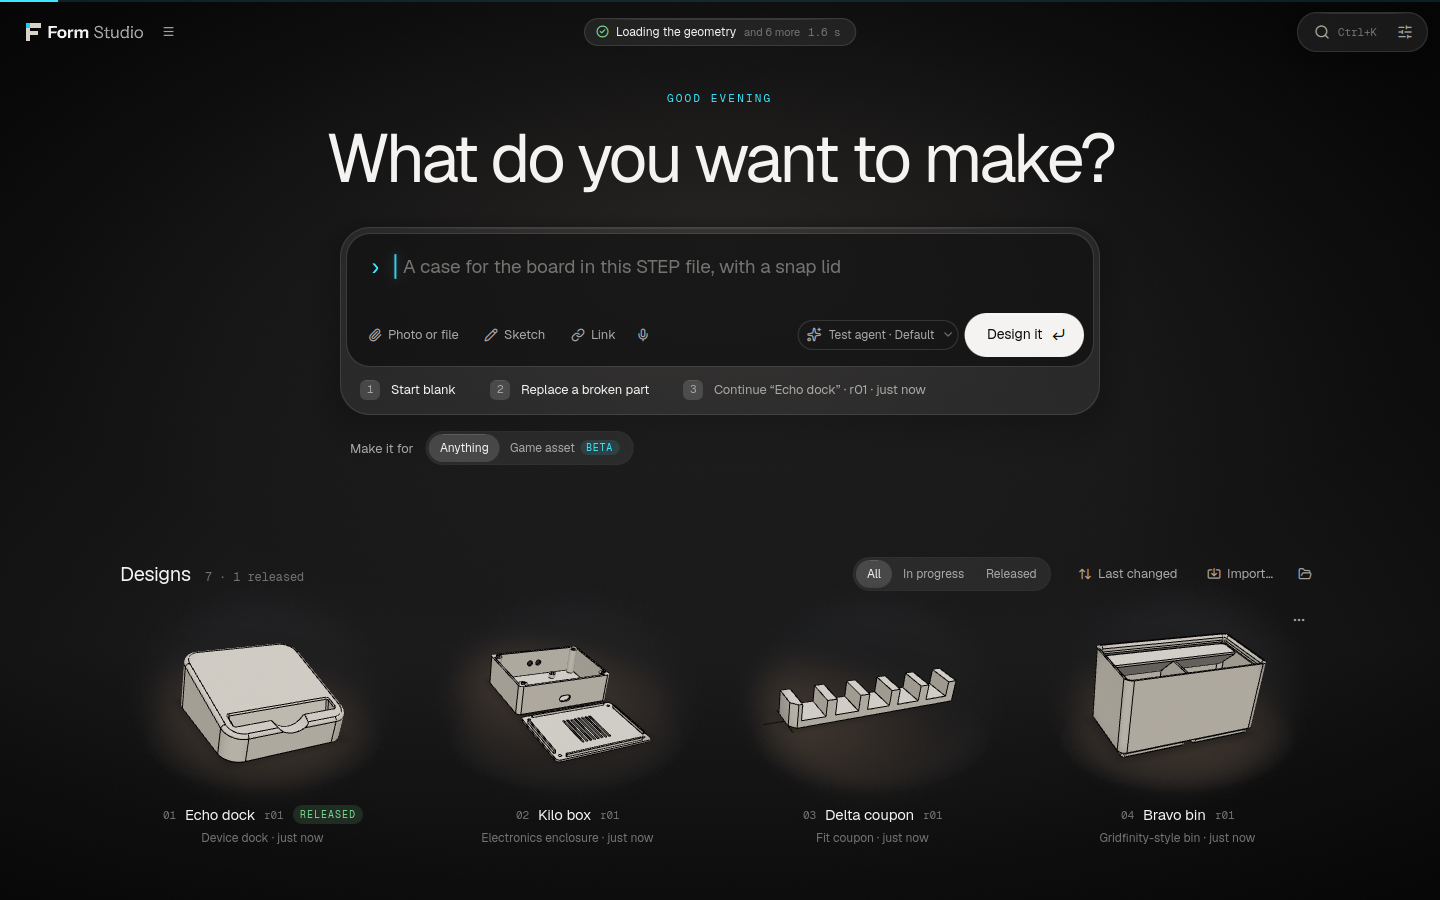 Form Studio
Loading the geometry and 6 more 1.6 s
Ctrl+K
GOOD EVENING
What do you want to make?
› A case for the board in this STEP file, with a snap lid
Photo or file Sketch Link
Test agent · Default
Design it
1 Start blank 2 Replace a broken part 3 Continue “Echo dock” · r01 · just now
Make it for Anything Game asset BETA
Designs 7 · 1 released
All In progress Released Last changed Import…
01 Echo dock r01 RELEASED
Device dock · just now
02 Kilo box r01
Electronics enclosure · just now
03 Delta coupon r01
Fit coupon · just now
04 Bravo bin r01
Gridfinity-style bin · just now